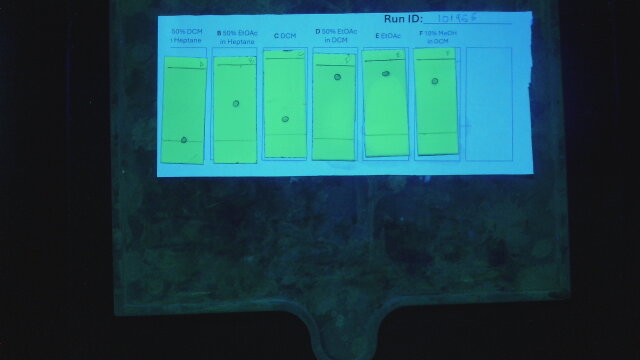 Run ID: 101966
50% DCM
in Heptane
B 50% EtOAc
in Heptane
C DCM
D 50% EtOAc
in DCM
E EtOAc
F 10% MeOH
in DCM